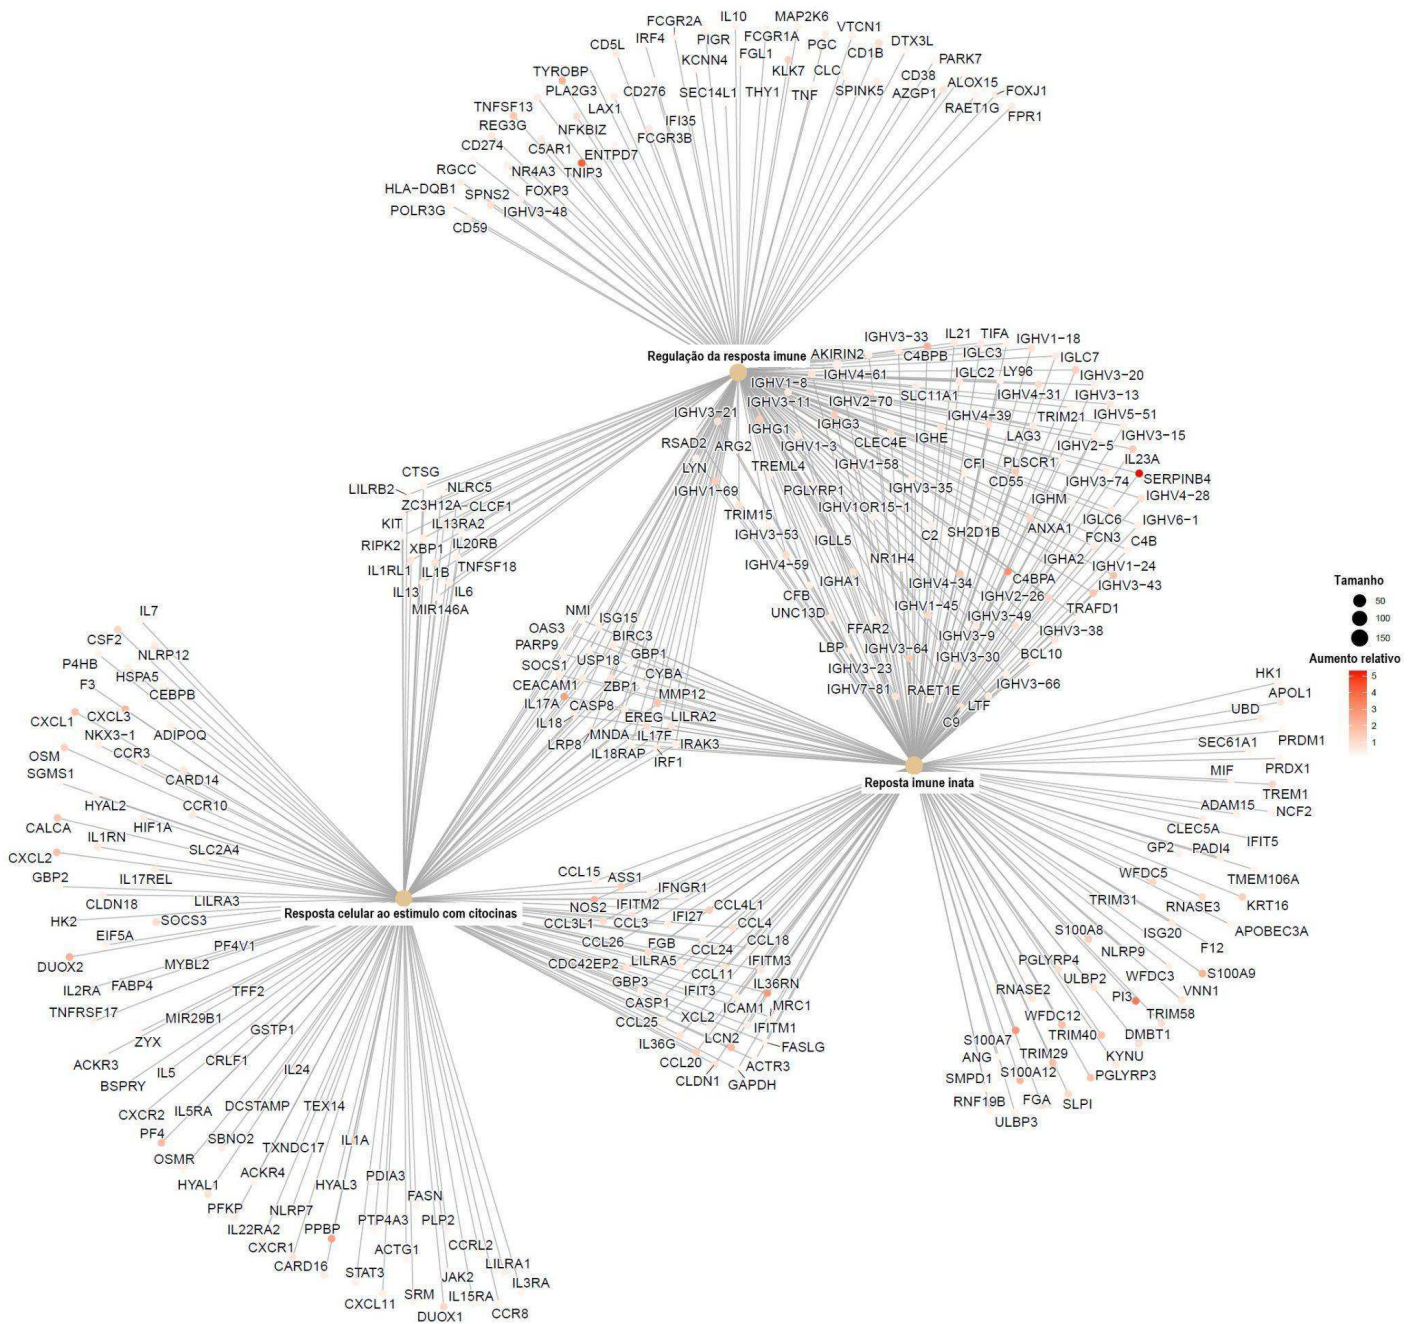 IL10
MAP2K6
FCGR2A
VTCN1
IRF4
PIGR
FCGR1A
PGC
DTX3L
CD5L
KCNN4
FGL1
CD1B
PARK7
KLK7
CLC
TYROBP
CD38
ALOX15
PLA2G3
CD276
SEC14L1
THY1
TNF
SPINK5
AZGP1
FOXJ1
TNFSF13
LAX1
RAET1G
FPR1
REG3G
NFKBIZ
IFI35
CD274
C5AR1
FCGR3B
ENTPD7
RGCC
NR4A3
TNIP3
HLA-DQB1
SPNS2
FOXP3
POLR3G
IGHV3-48
CD59
Regulação da resposta imune
IGHV3-33
IL21
TIFA
IGHV1-18
AKIRIN2
C4BPB
IGLC3
IGLC7
IGHV4-61
IGLC2
LY96
IGHV3-20
IGHV1-8
IGHV2-70
SLC11A1
IGHV4-31
IGHV3-13
IGHV3-11
IGHV3-21
IGHV4-39
TRIM21
IGHV5-51
IGHG1
IGHG3
IGHE
LAG3
IGHV3-15
RSAD2
ARG2
IGHV1-3
CLEC4E
IGHV2-5
IL23A
LYN
TREML4
IGHV1-58
CFI
PLSCR1
IGHV3-74
SERPINB4
IGHV1-69
PGLYRP1
IGHV3-35
CD55
IGHV4-28
IGHV1OR15-1
IGHM
TRIM15
IGLC6
IGHV6-1
IGHV3-53
C2
SH2D1B
ANXA1
FCN3
C4B
IGLL5
NR1H4
IGHA2
IGHV4-59
IGHV1-24
IGHA1
IGHV4-34
C4BPA
IGHV3-43
CFB
IGHV2-26
UNC13D
IGHV1-45
TRAFD1
IGHV3-49
FFAR2
IGHV3-9
IGHV3-38
LBP
IGHV3-64
BCL10
IGHV3-23
IGHV3-30
IGHV7-81
RAET1E
IGHV3-66
LTF
C9
CTSG
LILRB2
NLRC5
ZC3H12A
CLCF1
KIT
IL13RA2
RIPK2
XBP1
IL20RB
IL1RL1
IL1B
TNFSF18
IL13
IL6
MIR146A
NMI
ISG15
OAS3
BIRC3
PARP9
GBP1
SOCS1
USP18
CYBA
CEACAM1
ZBP1
MMP12
IL17A
CASP8
IL18
EREG
LILRA2
MNDA
IL17F
LRP8
IL18RAP
IRAK3
IRF1
Reposta imune inata
HK1
APOL1
UBD
SEC61A1
PRDM1
MIF
PRDX1
TREM1
ADAM15
NCF2
CLEC5A
IFIT5
GP2
PADI4
WFDC5
TMEM106A
TRIM31
RNASE3
KRT16
S100A8
ISG20
APOBEC3A
NLRP9
F12
PGLYRP4
WFDC3
S100A9
ULBP2
RNASE2
PI3
VNN1
WFDC12
TRIM58
S100A7
TRIM40
DMBT1
ANG
TRIM29
KYNU
SMPD1
S100A12
PGLYRP3
RNF19B
FGA
SLPI
ULBP3
IL7
CSF2
NLRP12
P4HB
HSPA5
F3
CEBPB
CXCL1
CXCL3
NKX3-1
ADIPOQ
OSM
CCR3
SGMS1
CARD14
HYAL2
CCR10
CALCA
HIF1A
IL1RN
SLC2A4
CXCL2
GBP2
IL17REL
CLDN18
LILRA3
HK2
SOCS3
EIF5A
PF4V1
DUOX2
MYBL2
IL2RA
FABP4
TFF2
TNFRSF17
MIR29B1
ZYX
GSTP1
ACKR3
CRLF1
BSPRY
IL5
IL24
CXCR2
IL5RA
DCSTAMP
TEX14
PF4
SBNO2
IL1A
OSMR
TXNDC17
ACKR4
PDIA3
HYAL1
HYAL3
FASN
PFKP
NLRP7
PTP4A3
PLP2
IL22RA2
PPBP
CXCR1
ACTG1
CCRL2
CARD16
STAT3
LILRA1
JAK2
IL3RA
CXCL11
SRM
IL15RA
DUOX1
CCR8
Resposta celular ao estimulo com citocinas
CCL15
ASS1
IFNGR1
NOS2
IFITM2
CCL4L1
CCL3L1
CCL3
IFI27
CCL4
CCL26
FGB
CCL24
CCL18
CDC42EP2
LILRA5
IFITM3
CCL11
GBP3
IL36RN
IFIT3
CASP1
ICAM1
MRC1
CCL25
XCL2
IFITM1
IL36G
LCN2
FASLG
CCL20
ACTR3
CLDN1
GAPDH
Tamanho
50
100
150
Aumento relativo
5
4
3
2
1